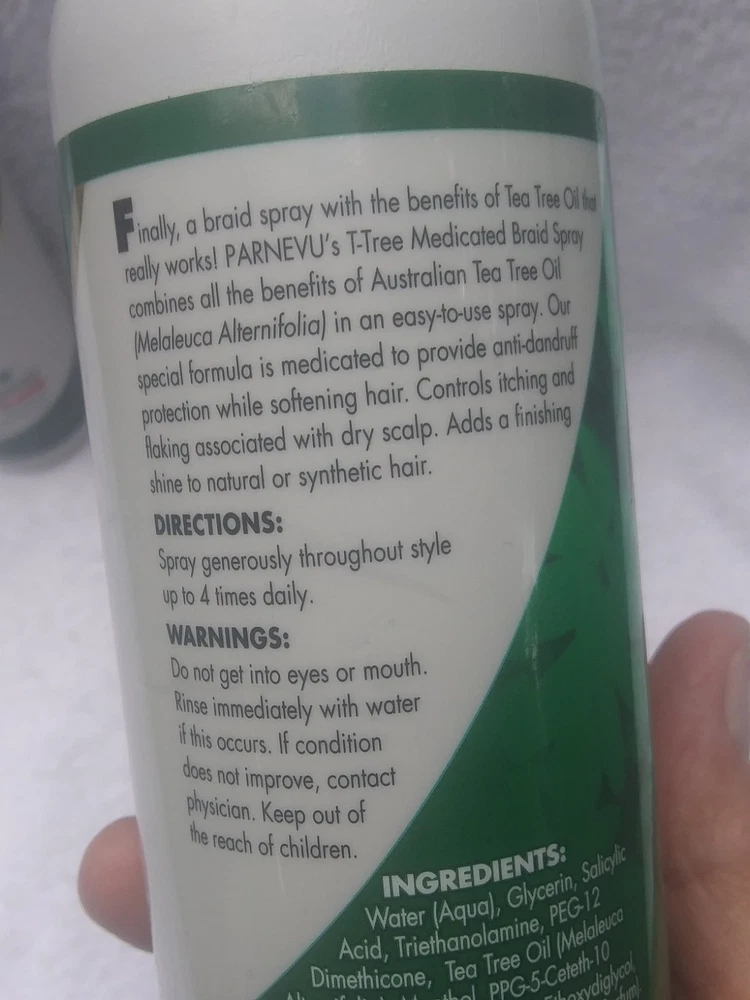 Finally, a braid spray with the benefits of Tea Tree Oil that
really works! PARNEVU's T-Tree Medicated Braid Spray
combines all the benefits of Australian Tea Tree Oil
(Melaleuca Alternifolia) in an easy-to-use spray. Our
special formula is medicated to provide anti-dandruff
protection while softening hair. Controls itching and
flaking associated with dry scalp. Adds a finishing
shine to natural or synthetic hair.
DIRECTIONS:
Spray generously throughout style
up to 4 times daily.
WARNINGS:
Do not get into eyes or mouth.
Rinse immediately with water
if this occurs. If condition
does not improve, contact
physician. Keep out of
the reach of children.
INGREDIENTS:
Water (Aqua), Glycerin, Salicylic
Acid, Triethanolamine, PEG-12
Dimethicone, Tea Tree Oil (Melaleuca
PPG-5-Ceteth-10